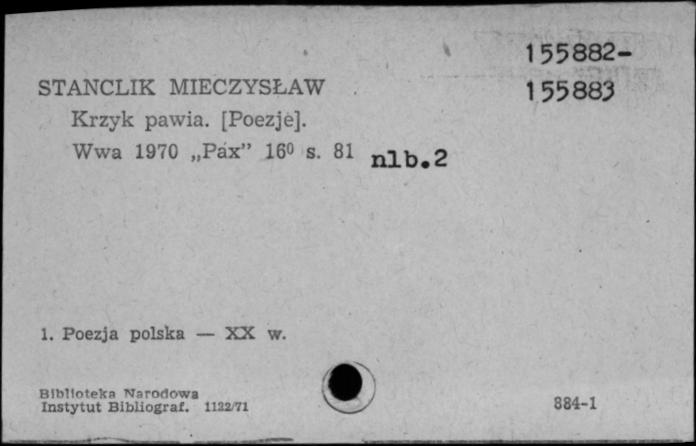 155882-
STANCLIK MIECZYSŁAW
155883
Krzyk pawia. [Poezje].
Wwa 1970 „Pax” 16⁰ s. 81 nlb.2
1. Poezja polska — XX w.
Biblioteka Narodowa
Instytut Bibliograf. 1122/71
884-1